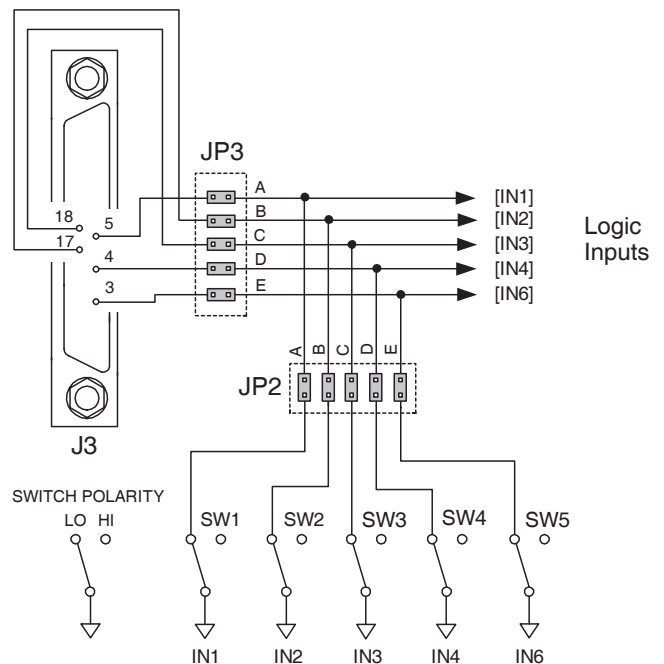 JP3
A
[IN1]
18
5
B
[IN2]
Logic
Inputs
17
C
[IN3]
4
D
[IN4]
3
E
[IN6]
A
B
C
D
E
JP2
J3
SWITCH POLARITY
LO HI
SW1
SW2
SW3
SW4
SW5
IN1
IN2
IN3
IN4
IN6